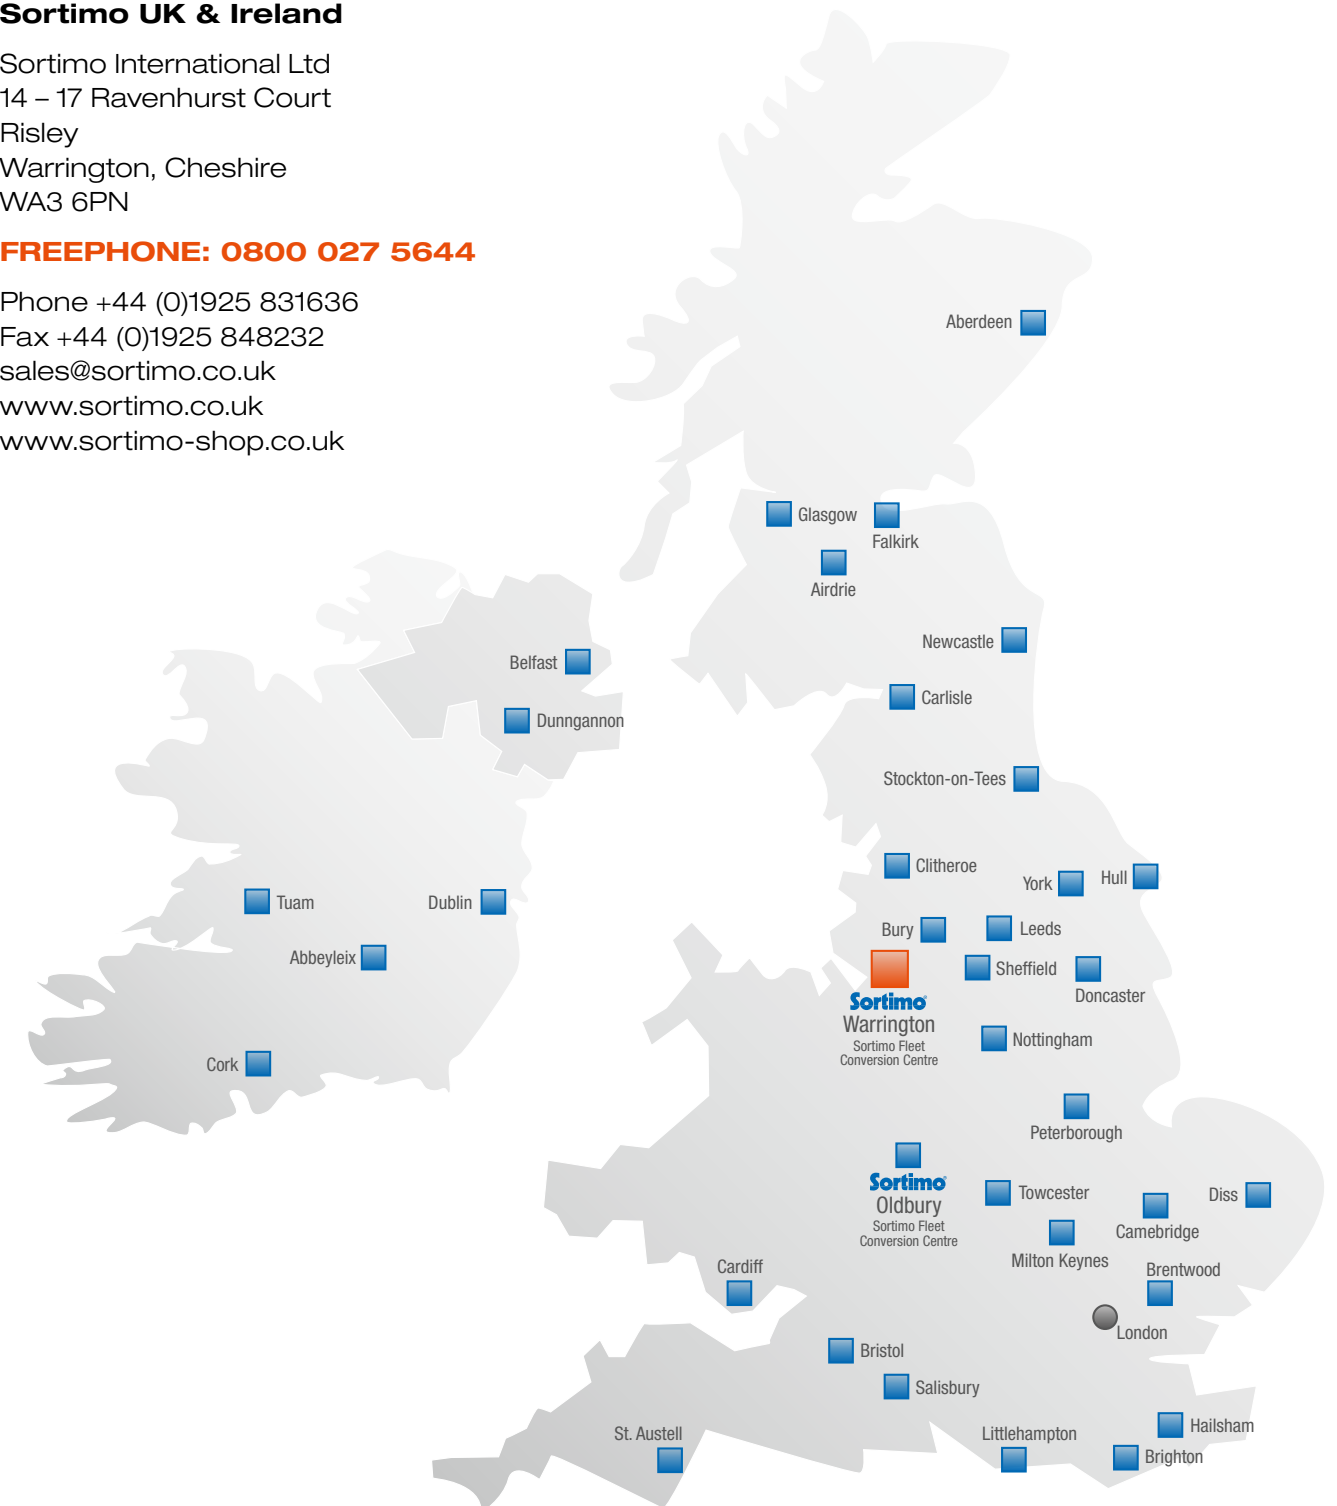 Sortimo UK & Ireland
Sortimo International Ltd
14 – 17 Ravenhurst Court
Risley
Warrington, Cheshire
WA3 6PN
FREEPHONE: 0800 027 5644
Phone +44 (0)1925 831636
Fax +44 (0)1925 848232
sales@sortimo.co.uk
www.sortimo.co.uk
www.sortimo-shop.co.uk
Aberdeen
Glasgow
Falkirk
Airdrie
Newcastle
Belfast
Carlisle
Dunngannon
Stockton-on-Tees
Clitheroe
York
Hull
Tuam
Dublin
Bury
Leeds
Abbeyleix
Sheffield
Doncaster
Sortimo®
Warrington
Sortimo Fleet
Conversion Centre
Nottingham
Cork
Peterborough
Sortimo®
Oldbury
Sortimo Fleet
Conversion Centre
Towcester
Diss
Camebridge
Milton Keynes
Cardiff
Brentwood
London
Bristol
Salisbury
St. Austell
Littlehampton
Hailsham
Brighton